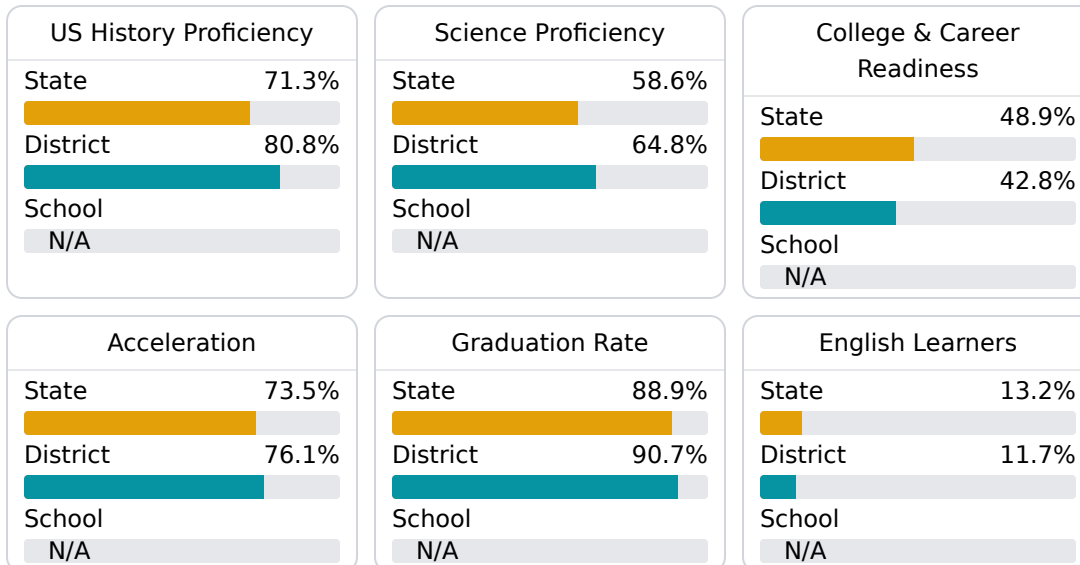 US History Proficiency
State 71.3%
District 80.8%
School
N/A
Science Proficiency
State 58.6%
District 64.8%
School
N/A
College & Career
Readiness
State 48.9%
District 42.8%
School
N/A
Acceleration
State 73.5%
District 76.1%
School
N/A
Graduation Rate
State 88.9%
District 90.7%
School
N/A
English Learners
State 13.2%
District 11.7%
School
N/A